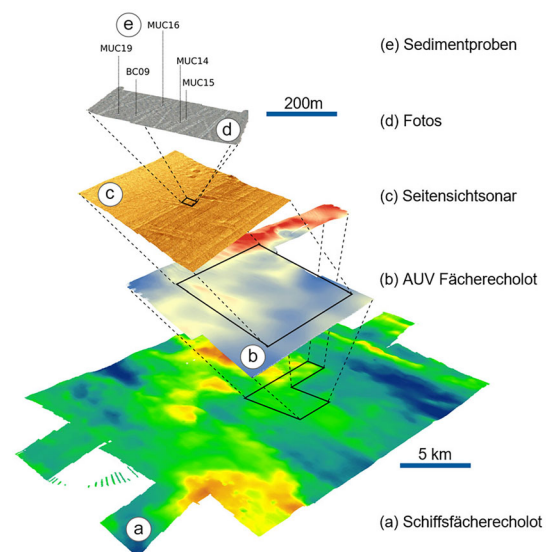 e
MUC16
MUC19
BC09
MUC14
MUC15
(e) Sedimentproben
200m
d
(d) Fotos
c
(c) Seitensichtsonar
(b) AUV Fächerecholot
b
5 km
a
(a) Schiffsfächerecholot